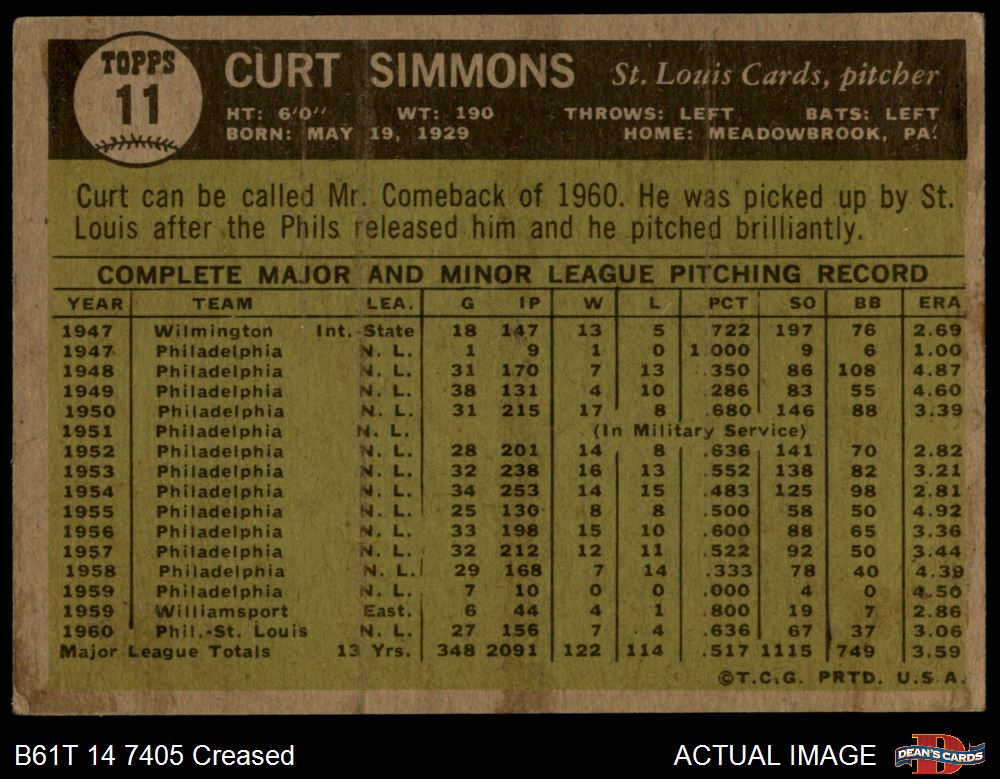 TOPPS
11
CURT SIMMONS St. Louis Cards, pitcher
HT: 6'0" WT: 190 THROWS: LEFT BATS: LEFT
BORN: MAY 19, 1929 HOME: MEADOWBROOK, PA.
Curt can be called Mr. Comeback of 1960. He was picked up by St.
Louis after the Phils released him and he pitched brilliantly.
COMPLETE MAJOR AND MINOR LEAGUE PITCHING RECORD
YEAR TEAM LEA. G IP W L PCT SO BB ERA
1947 Wilmington Int. State 18 147 13 5 .722 197 76 2.69
1947 Philadelphia N. L. 1 9 1 0 1 000 9 6 1.00
1948 Philadelphia N. L. 31 170 7 13 .350 86 108 4.87
1949 Philadelphia N. L. 38 131 4 10 .286 83 55 4.60
1950 Philadelphia N. L. 31 215 17 8 .680 146 88 3.39
1951 Philadelphia N. L. (In Military Service)
1952 Philadelphia N. L. 28 201 14 8 .636 141 70 2.82
1953 Philadelphia N. L. 32 238 16 13 .552 138 82 3.21
1954 Philadelphia N. L. 34 253 14 15 .483 125 98 2.81
1955 Philadelphia N. L. 25 130 8 8 .500 58 50 4.92
1956 Philadelphia N. L. 33 198 15 10 .600 88 65 3.36
1957 Philadelphia N. L. 32 212 12 11 .522 92 50 3.44
1958 Philadelphia N. L. 29 168 7 14 .333 78 40 4.39
1959 Philadelphia N. L. 7 10 0 0 .000 4 0 4.50
1959 Williamsport East. 6 44 4 1 .800 19 7 2.86
1960 Phil.-St. Louis N. L. 27 156 7 4 .636 67 37 3.06
Major League Totals 13 Yrs. 348 2091 122 114 .517 1115 749 3.59
©T.C.G. PRTD. U.S.A.
B61T 14 7405 Creased ACTUAL IMAGE DEAN'S CARDS